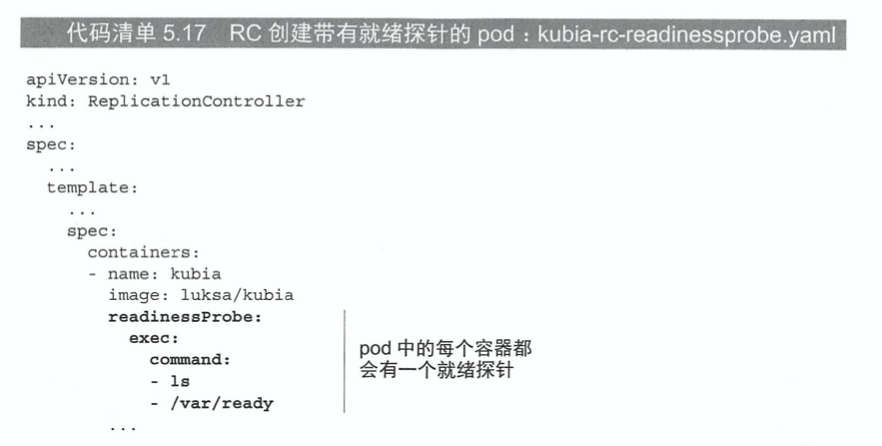 代码清单 5.17 RC 创建带有就绪探针的 pod : kubia-rc-readinessprobe.yaml
apiVersion: v1
kind: ReplicationController
...
spec:
  ...
  template:
    ...
    spec:
      containers:
      - name: kubia
        image: luksa/kubia
        readinessProbe:
          exec:
            command:
            - ls
            - /var/ready
        ...
pod 中的每个容器都
会有一个就绪探针